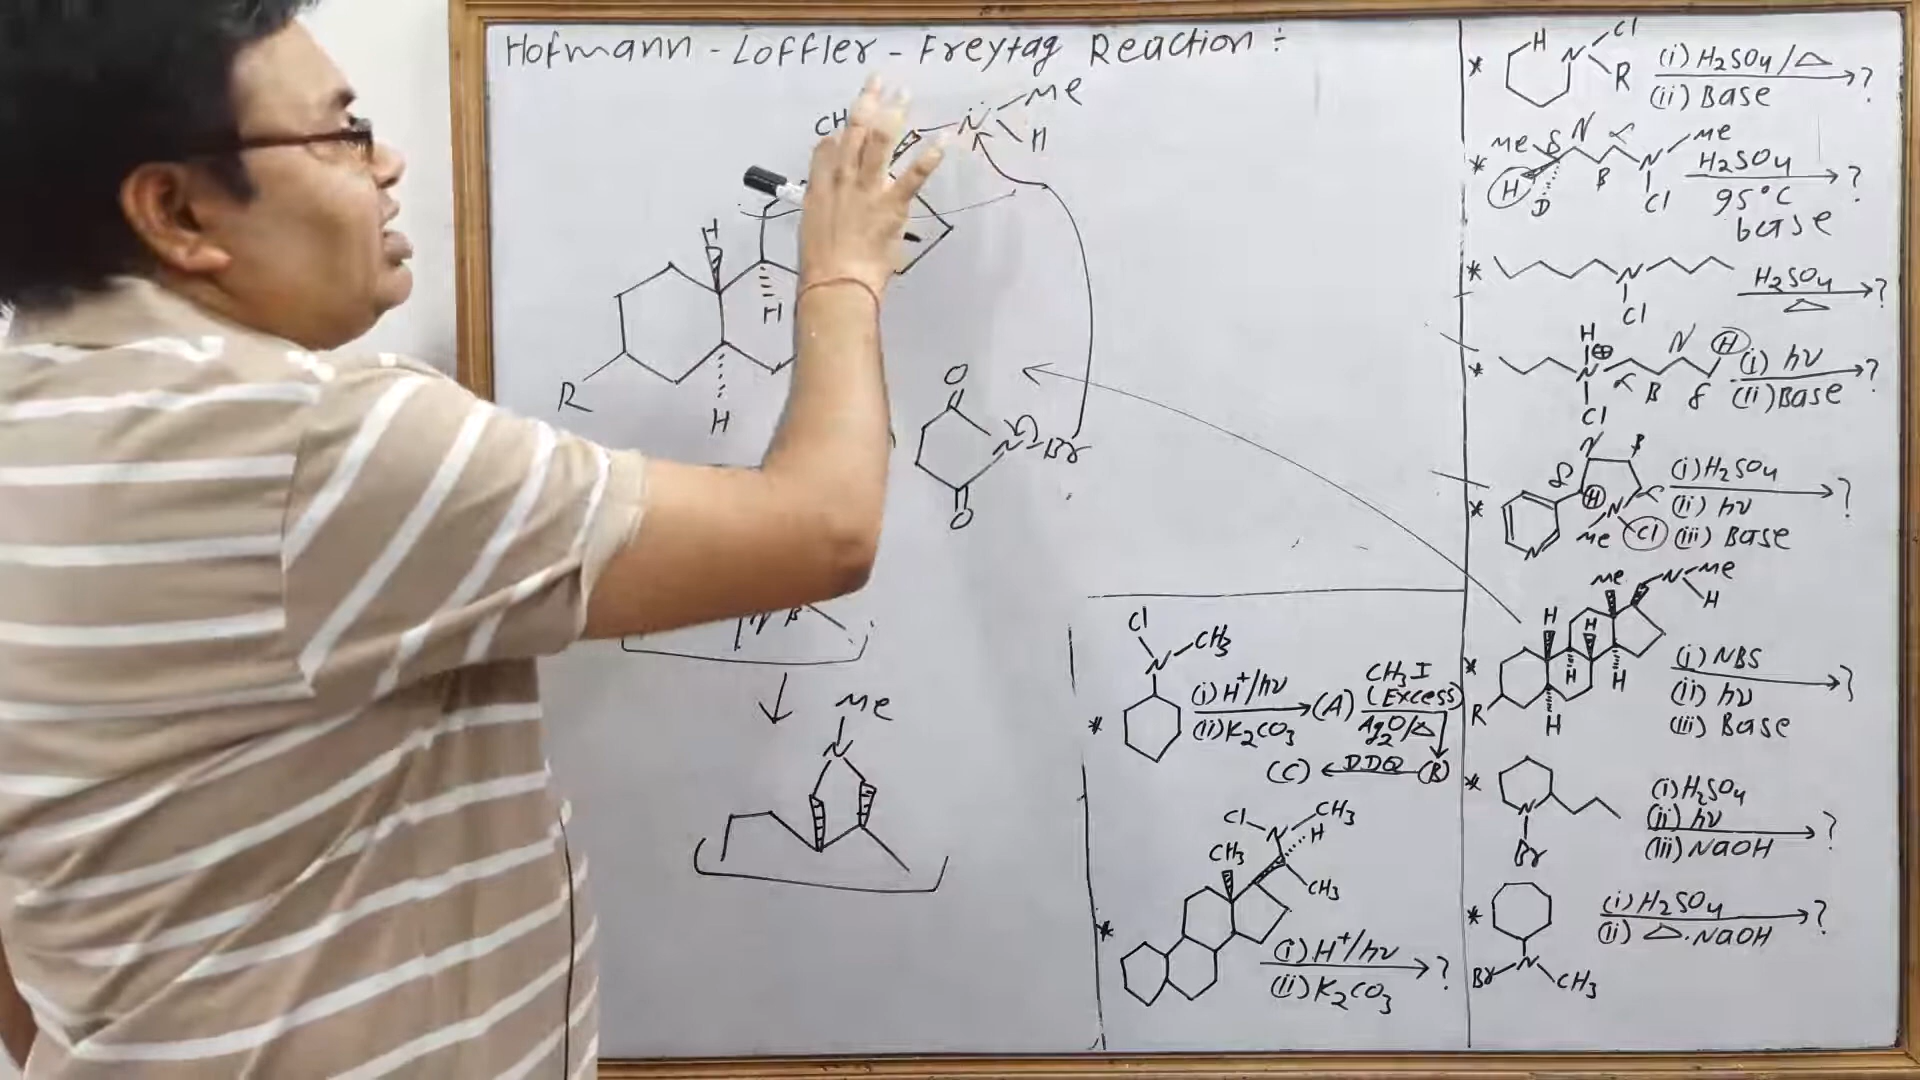 Hofmann - Loffler - Freytag Reaction :
CH
N
Me
H
H
H
R
H
O
N
Br
O
Me
N
* H N Cl R (i) H2SO4/△ (ii) Base → ?
* Me δ N α Me H D B N Cl H2SO4 95°C base → ?
* N Cl H2SO4 △ → ?
* H ⊕ N Cl α B N H δ (i) hν (ii) Base → ?
* N B δ H α N Me Cl N (i) H2SO4 (ii) hν (iii) Base → ?
* Me N Me H H H H H H R (i) NBS (ii) hν (iii) Base → ?
* N Br (i) H2SO4 (ii) hν (iii) NaOH → ?
* Br N CH3 (i) H2SO4 (ii) △.NaOH → ?
* Cl N CH3 (i) H+/hν (ii) K2CO3 → (A) CH3I (Excess) Ag2O/△ (B) DDQ (C)
* Cl N CH3 H CH3 CH3 (i) H+/hν (ii) K2CO3 → ?